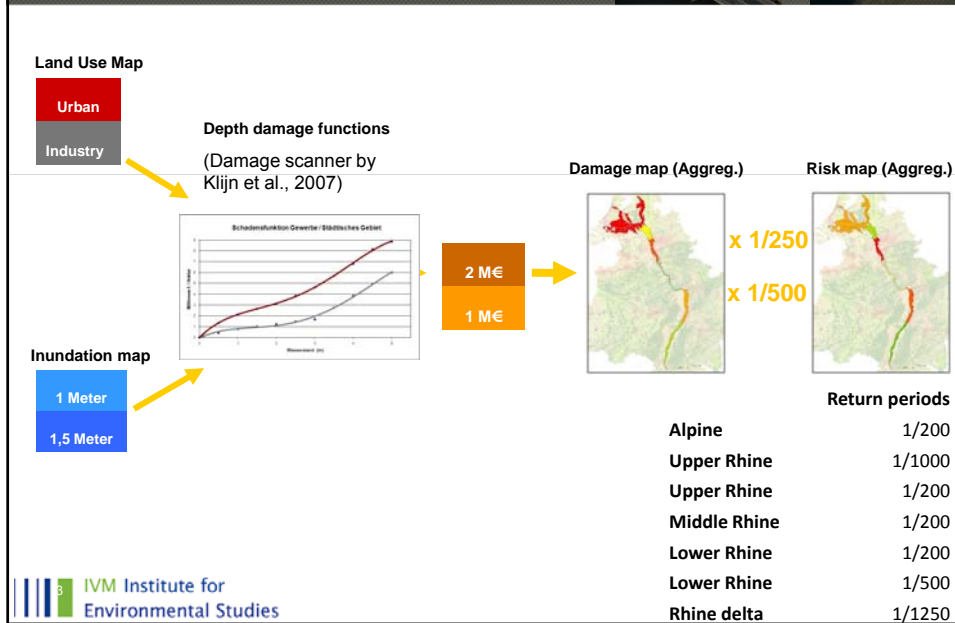 Land Use Map
Urban
Industry
Depth damage functions
(Damage scanner by
Klijn et al., 2007)
Schadensfunktion Gewerbe / Städtisches Gebiet
Inundation map
1 Meter
1,5 Meter
2 M€
1 M€
Damage map (Aggreg.)
x 1/250
x 1/500
Risk map (Aggreg.)
Return periods
Alpine 1/200
Upper Rhine 1/1000
Upper Rhine 1/200
Middle Rhine 1/200
Lower Rhine 1/200
Lower Rhine 1/500
Rhine delta 1/1250
3
IVM Institute for
Environmental Studies